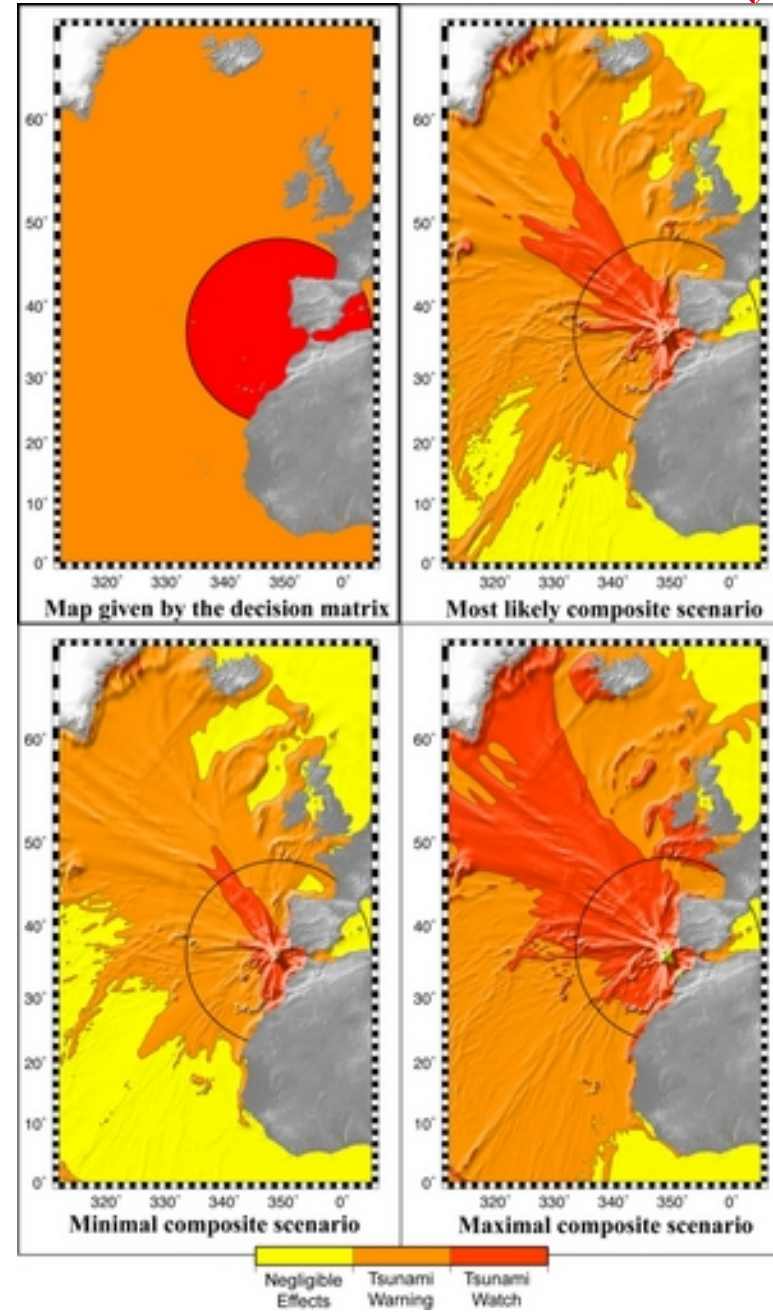 60° 60°
50° 50°
40° 40°
30° 30°
20° 20°
10° 10°
0° 0°
320° 330° 340° 350° 0° 320° 330° 340° 350° 0°
Map given by the decision matrix Most likely composite scenario
60° 60°
50° 50°
40° 40°
30° 30°
20° 20°
10° 10°
0° 0°
320° 330° 340° 350° 0° 320° 330° 340° 350° 0°
Minimal composite scenario Maximal composite scenario
Negligible Tsunami Tsunami
Effects Warning Watch